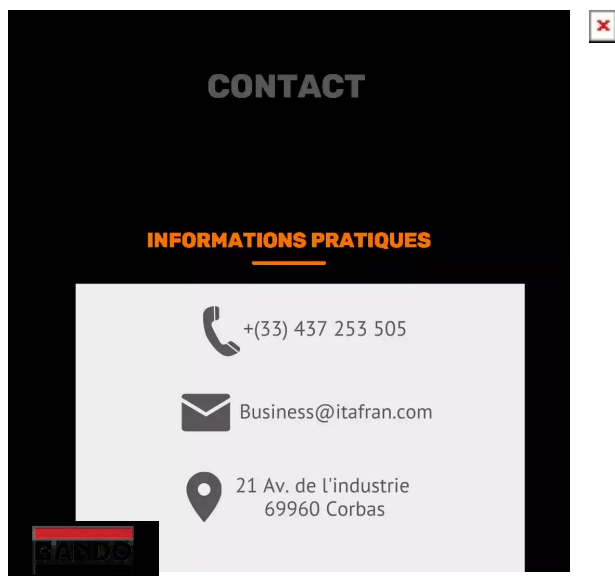 CONTACT
INFORMATIONS PRATIQUES
+(33) 437 253 505
Business@itafran.com
21 Av. de l'industrie
69960 Corbas